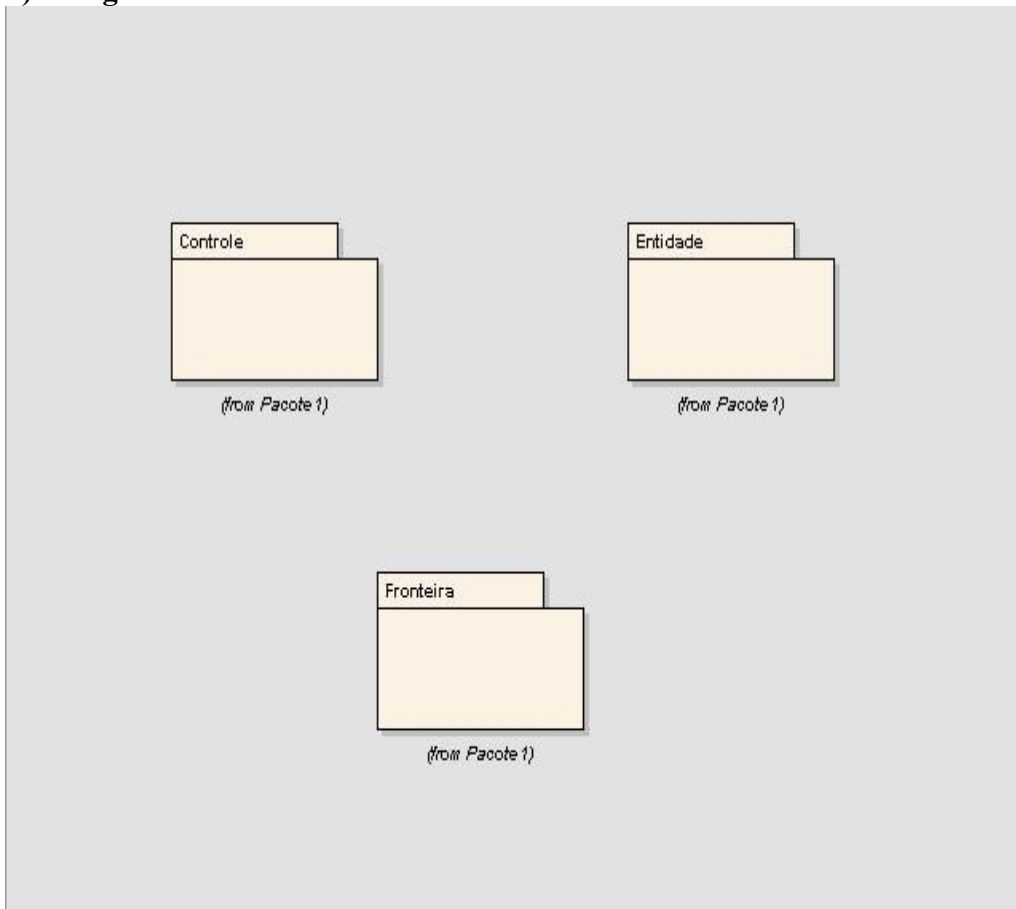 Controle
Entidade
(from Pacote 1)
(from Pacote 1)
Fronteira
(from Pacote 1)